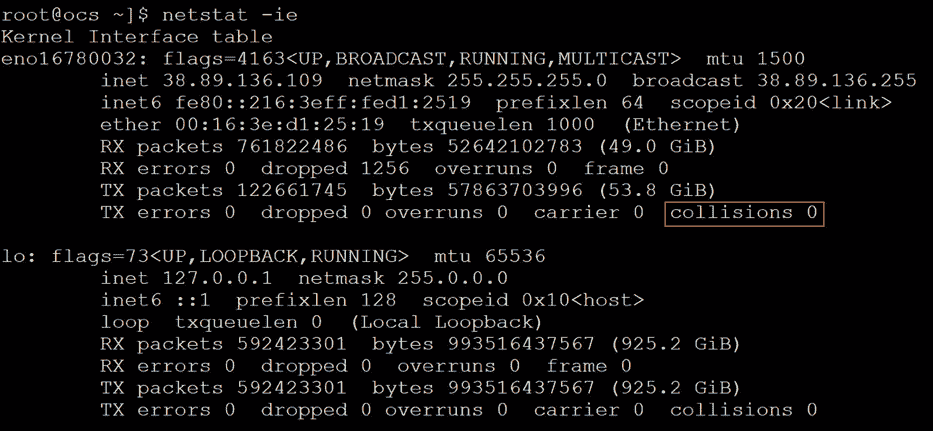 root@ocs ~]$ netstat -ie
Kernel Interface table
eno16780032: flags=4163<UP,BROADCAST,RUNNING,MULTICAST>  mtu 1500
        inet 38.89.136.109  netmask 255.255.255.0  broadcast 38.89.136.255
        inet6 fe80::216:3eff:fed1:2519  prefixlen 64  scopeid 0x20<link>
        ether 00:16:3e:d1:25:19  txqueuelen 1000  (Ethernet)
        RX packets 761822486  bytes 52642102783 (49.0 GiB)
        RX errors 0  dropped 1256  overruns 0  frame 0
        TX packets 122661745  bytes 57863703996 (53.8 GiB)
        TX errors 0  dropped 0 overruns 0  carrier 0  collisions 0
lo: flags=73<UP,LOOPBACK,RUNNING>  mtu 65536
        inet 127.0.0.1  netmask 255.0.0.0
        inet6 ::1  prefixlen 128  scopeid 0x10<host>
        loop  txqueuelen 0  (Local Loopback)
        RX packets 592423301  bytes 993516437567 (925.2 GiB)
        RX errors 0  dropped 0  overruns 0  frame 0
        TX packets 592423301  bytes 993516437567 (925.2 GiB)
        TX errors 0  dropped 0 overruns 0  carrier 0  collisions 0